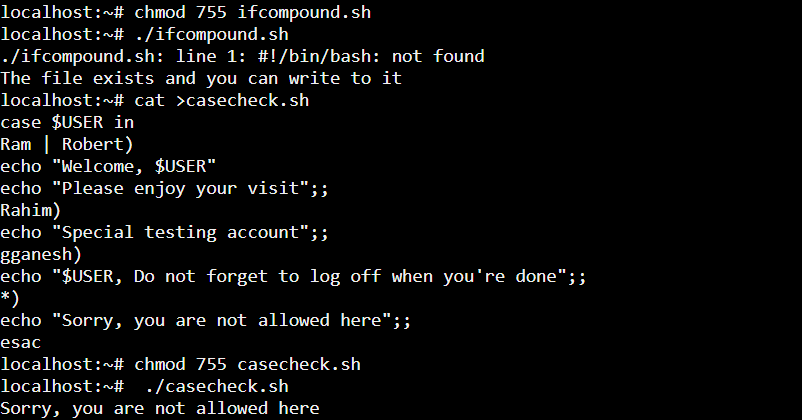 localhost:~# chmod 755 ifcompound.sh
localhost:~# ./ifcompound.sh
./ifcompound.sh: line 1: #!/bin/bash: not found
The file exists and you can write to it
localhost:~# cat >casecheck.sh
case $USER in
Ram | Robert)
echo "Welcome, $USER"
echo "Please enjoy your visit";;
Rahim)
echo "Special testing account";;
gganesh)
echo "$USER, Do not forget to log off when you're done";;
*)
echo "Sorry, you are not allowed here";;
esac
localhost:~# chmod 755 casecheck.sh
localhost:~#  ./casecheck.sh
Sorry, you are not allowed here